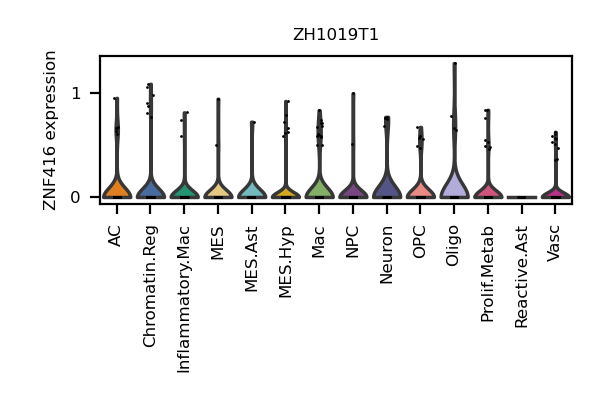 ZH1019T1
ZNF416 expression
1
0
AC
Chromatin.Reg
Inflammatory.Mac
MES
MES.Ast
MES.Hyp
Mac
NPC
Neuron
OPC
Oligo
Prolif.Metab
Reactive.Ast
Vasc